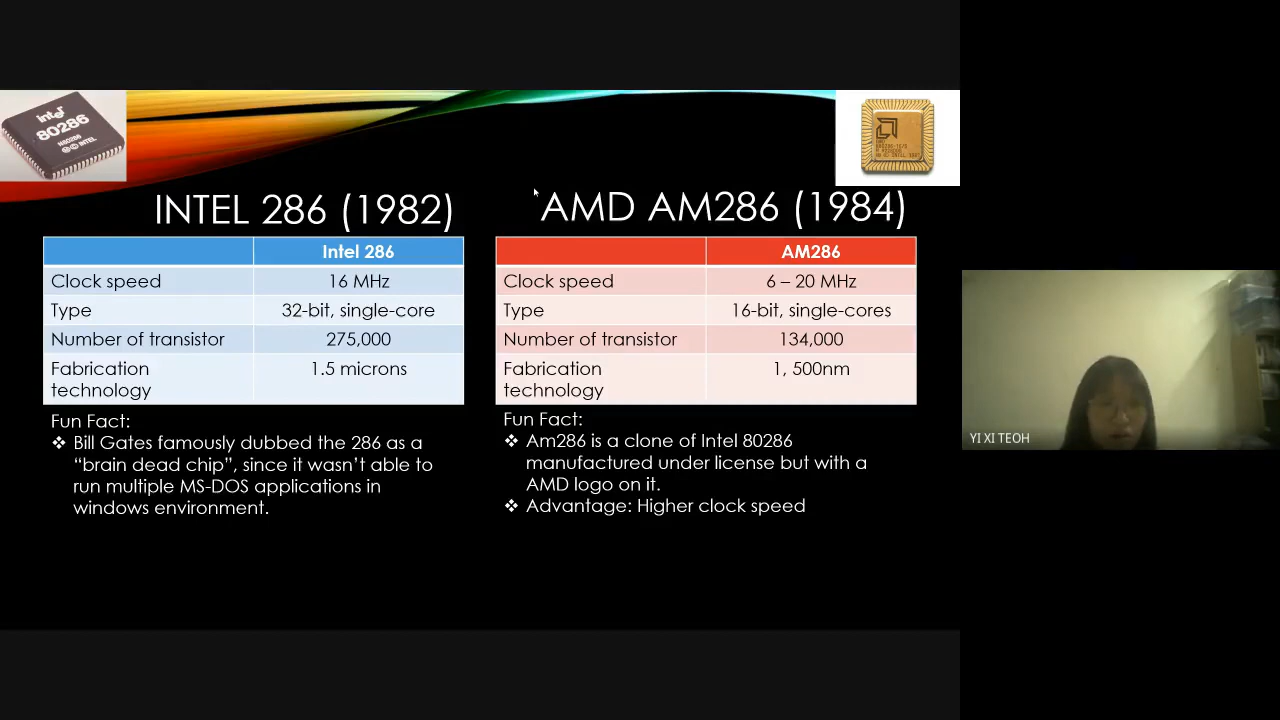 intel
80286
INTEL 286 (1982)
Intel 286
Clock speed 16 MHz
Type 32-bit, single-core
Number of transistor 275,000
Fabrication 1.5 microns
technology
Fun Fact:
❖ Bill Gates famously dubbed the 286 as a
“brain dead chip”, since it wasn’t able to
run multiple MS-DOS applications in
windows environment.
AMD AM286 (1984)
AM286
Clock speed 6 – 20 MHz
Type 16-bit, single-cores
Number of transistor 134,000
Fabrication 1, 500nm
technology
Fun Fact:
❖ Am286 is a clone of Intel 80286
manufactured under license but with a
AMD logo on it.
❖ Advantage: Higher clock speed
YI XI TEOH